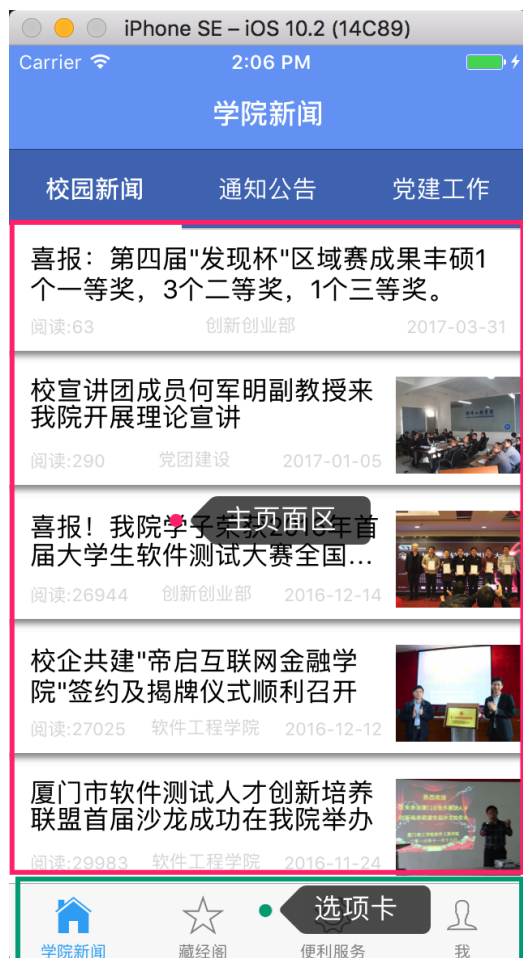 iPhone SE – iOS 10.2 (14C89)
Carrier 2:06 PM
学院新闻
校园新闻 通知公告 党建工作
喜报：第四届"发现杯"区域赛成果丰硕1
个一等奖，3个二等奖，1个三等奖。
阅读:63 创新创业部 2017-03-31
校宣讲团成员何军明副教授来
我院开展理论宣讲
阅读:290 党团建设 2017-01-05
主页面区
喜报！我院学子荣获2016年首
届大学生软件测试大赛全国...
阅读:26944 创新创业部 2016-12-14
校企共建"帝启互联网金融学
院"签约及揭牌仪式顺利召开
阅读:27025 软件工程学院 2016-12-12
厦门市软件测试人才创新培养
联盟首届沙龙成功在我院举办
阅读:29983 软件工程学院 2016-11-24
选项卡
学院新闻 藏经阁 便利服务 我